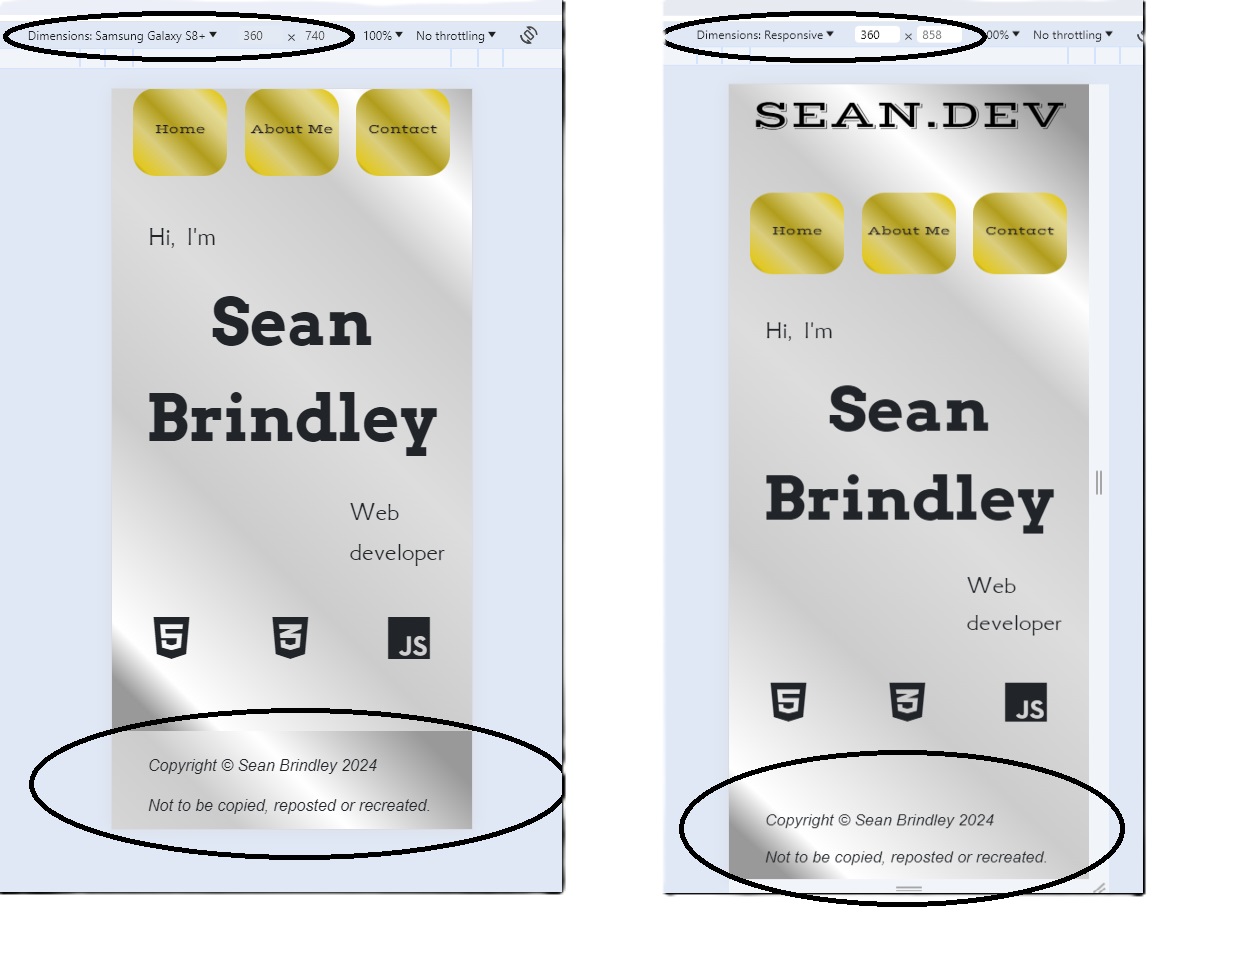 Dimensions: Samsung Galaxy S8+ 360 × 740 100% No throttling
Home About Me Contact
Hi, I'm
Sean
Brindley
Web
developer
5 3 JS
Copyright © Sean Brindley 2024
Not to be copied, reposted or recreated.
Dimensions: Responsive 360 × 858 00% No throttling
SEAN.DEV
Home About Me Contact
Hi, I'm
Sean
Brindley
Web
developer
5 3 JS
Copyright © Sean Brindley 2024
Not to be copied, reposted or recreated.